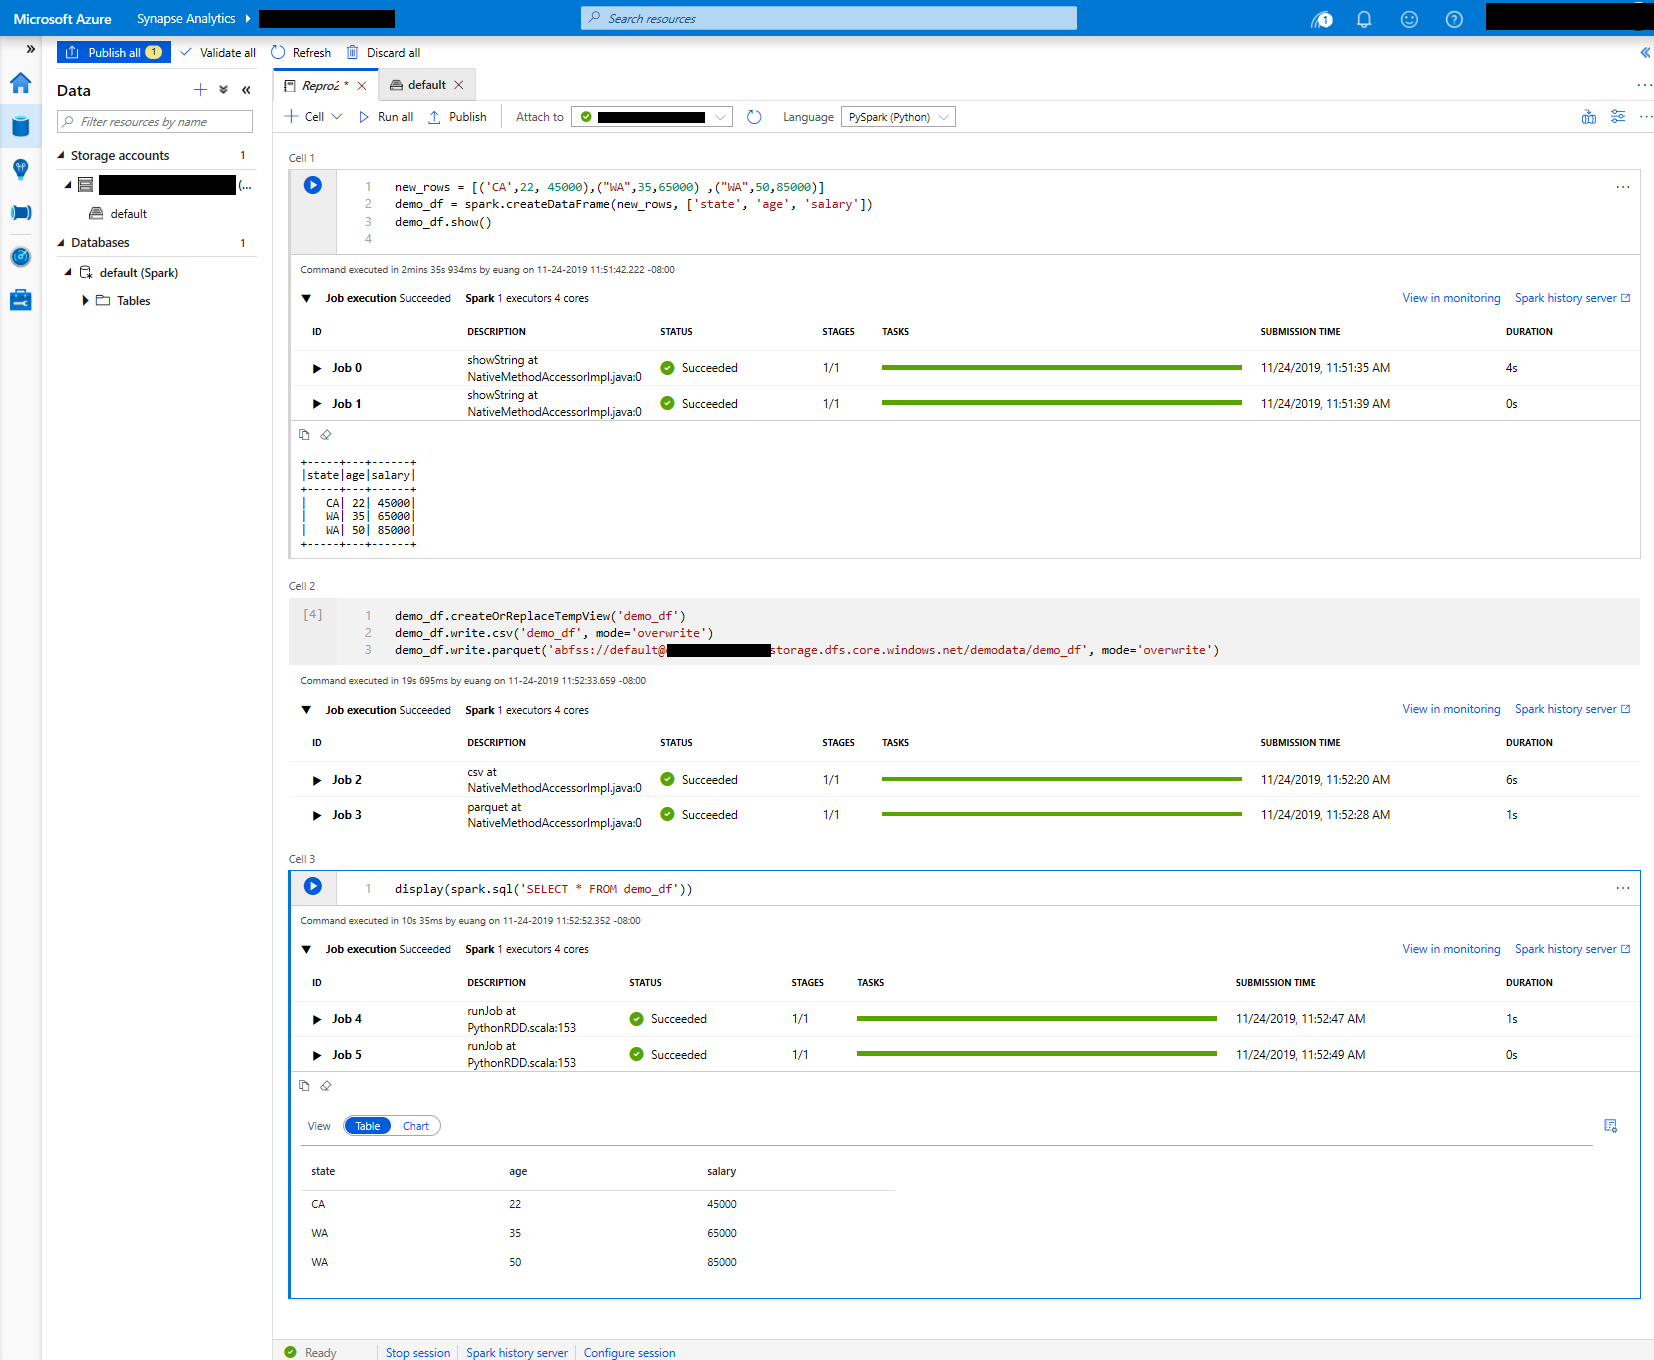 Microsoft Azure
Synapse Analytics
Search resources
1
Publish all 1
Validate all
Refresh
Discard all
Data
Filter resources by name
Storage accounts 1
(...
default
Databases 1
default (Spark)
Tables
Repro2 *
default
Cell
Run all
Publish
Attach to
Language
PySpark (Python)
Cell 1
1 new_rows = [('CA',22, 45000),("WA",35,65000) ,("WA",50,85000)]
2 demo_df = spark.createDataFrame(new_rows, ['state', 'age', 'salary'])
3 demo_df.show()
4
Command executed in 2mins 35s 934ms by euang on 11-24-2019 11:51:42.222 -08:00
Job execution Succeeded Spark 1 executors 4 cores
View in monitoring Spark history server
ID DESCRIPTION STATUS STAGES TASKS SUBMISSION TIME DURATION
Job 0 showString at NativeMethodAccessorImpl.java:0 Succeeded 1/1 11/24/2019, 11:51:35 AM 4s
Job 1 showString at NativeMethodAccessorImpl.java:0 Succeeded 1/1 11/24/2019, 11:51:39 AM 0s
+-----+---+------+
|state|age|salary|
+-----+---+------+
|   CA| 22| 45000|
|   WA| 35| 65000|
|   WA| 50| 85000|
+-----+---+------+
Cell 2
[4]
1 demo_df.createOrReplaceTempView('demo_df')
2 demo_df.write.csv('demo_df', mode='overwrite')
3 demo_df.write.parquet('abfss://default@ storage.dfs.core.windows.net/demodata/demo_df', mode='overwrite')
Command executed in 19s 695ms by euang on 11-24-2019 11:52:33.659 -08:00
Job execution Succeeded Spark 1 executors 4 cores
View in monitoring Spark history server
ID DESCRIPTION STATUS STAGES TASKS SUBMISSION TIME DURATION
Job 2 csv at NativeMethodAccessorImpl.java:0 Succeeded 1/1 11/24/2019, 11:52:20 AM 6s
Job 3 parquet at NativeMethodAccessorImpl.java:0 Succeeded 1/1 11/24/2019, 11:52:28 AM 1s
Cell 3
1 display(spark.sql('SELECT * FROM demo_df'))
Command executed in 10s 35ms by euang on 11-24-2019 11:52:52.352 -08:00
Job execution Succeeded Spark 1 executors 4 cores
View in monitoring Spark history server
ID DESCRIPTION STATUS STAGES TASKS SUBMISSION TIME DURATION
Job 4 runJob at PythonRDD.scala:153 Succeeded 1/1 11/24/2019, 11:52:47 AM 1s
Job 5 runJob at PythonRDD.scala:153 Succeeded 1/1 11/24/2019, 11:52:49 AM 0s
View Table Chart
state age salary
CA 22 45000
WA 35 65000
WA 50 85000
Ready Stop session Spark history server Configure session